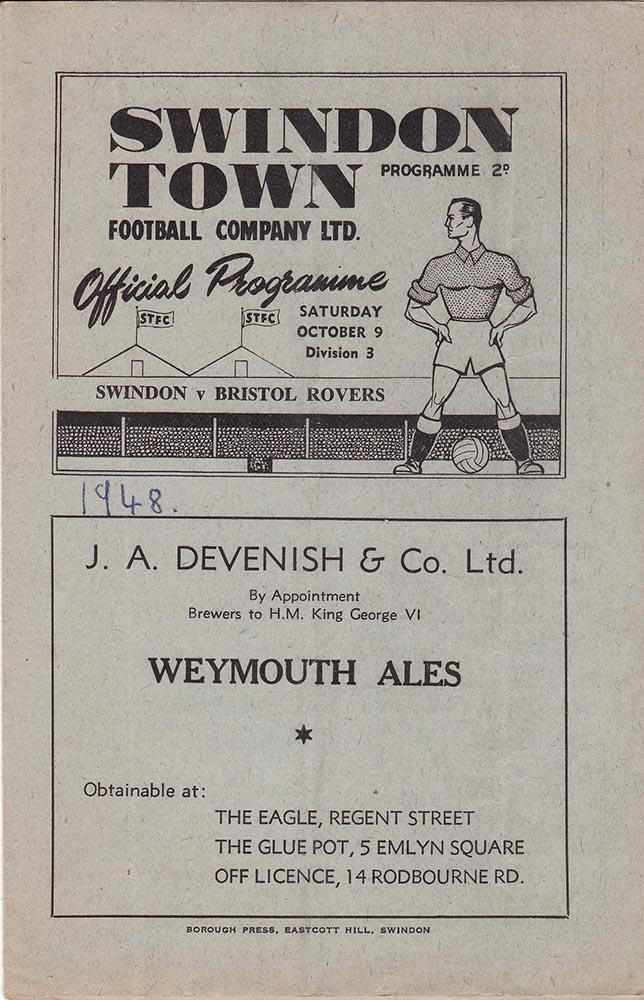 SWINDON
TOWN
PROGRAMME 2D
FOOTBALL COMPANY LTD.
Official Programme
STFC STFC
SATURDAY
OCTOBER 9
Division 3
SWINDON v BRISTOL ROVERS
1948.
J. A. DEVENISH & Co. Ltd.
By Appointment
Brewers to H.M. King George VI
WEYMOUTH ALES
Obtainable at:
THE EAGLE, REGENT STREET
THE GLUE POT, 5 EMLYN SQUARE
OFF LICENCE, 14 RODBOURNE RD.
BOROUGH PRESS, EASTCOTT HILL, SWINDON